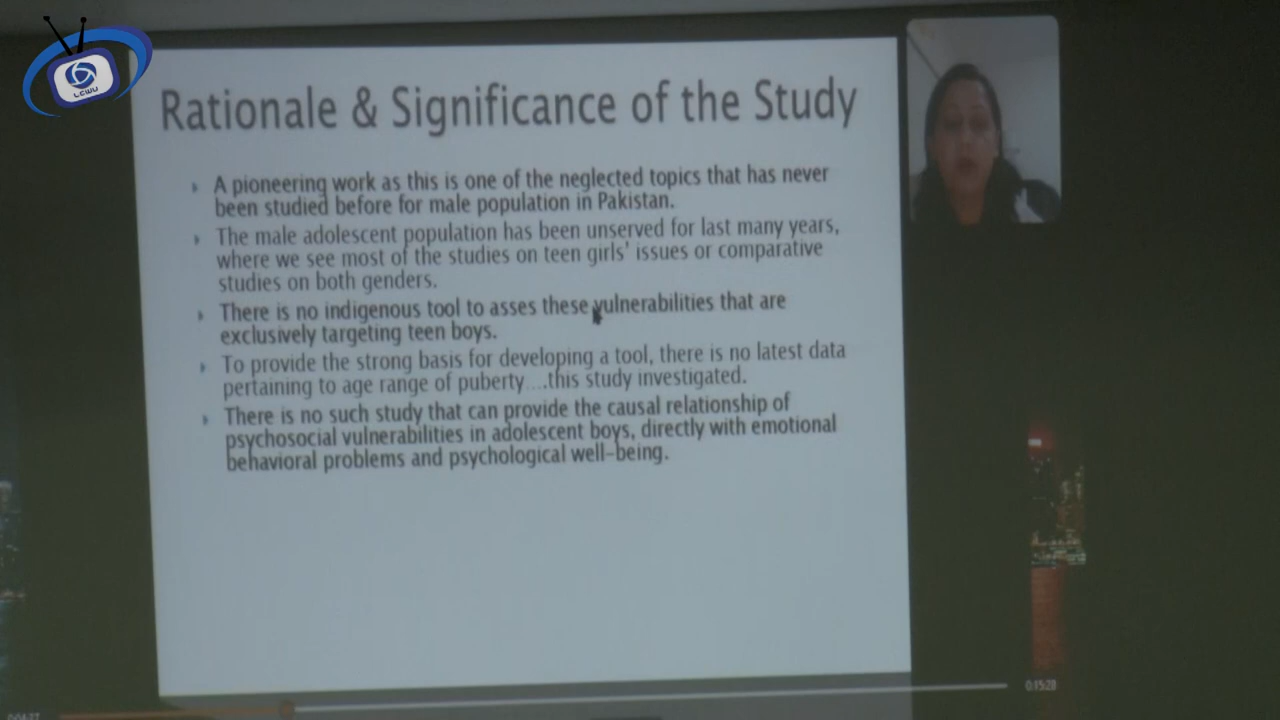 LCWU
Rationale & Significance of the Study
A pioneering work as this is one of the neglected topics that has never
been studied before for male population in Pakistan.
The male adolescent population has been unserved for last many years,
where we see most of the studies on teen girls' issues or comparative
studies on both genders.
There is no indigenous tool to asses these vulnerabilities that are
exclusively targeting teen boys.
To provide the strong basis for developing a tool, there is no latest data
pertaining to age range of puberty....this study investigated.
There is no such study that can provide the causal relationship of
psychosocial vulnerabilities in adolescent boys, directly with emotional
behavioral problems and psychological well-being.
0:15:28